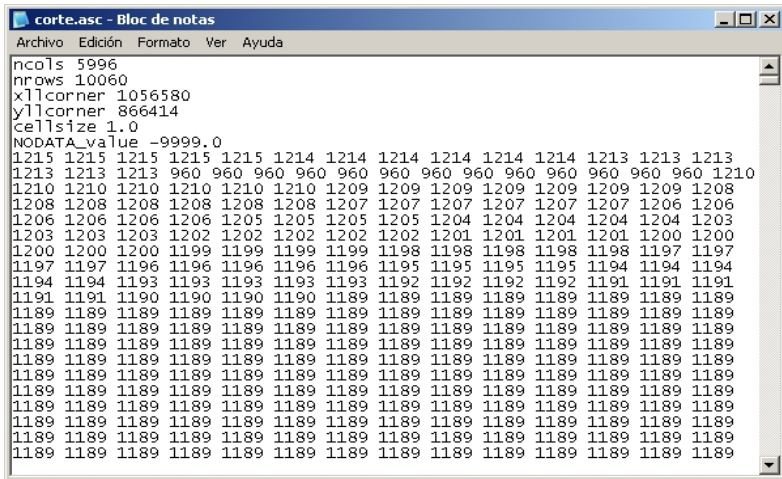 corte.asc - Bloc de notas
Archivo Edición Formato Ver Ayuda
ncols 5996
nrows 10060
xllcorner 1056580
yllcorner 866414
cellsize 1.0
NODATA_value -9999.0
1215 1215 1215 1215 1215 1214 1214 1214 1214 1214 1214 1213 1213 1213
1213 1213 1213 960 960 960 960 960 960 960 960 960 960 960 960 960 1210
1210 1210 1210 1210 1210 1210 1209 1209 1209 1209 1209 1209 1209 1208
1208 1208 1208 1208 1208 1207 1207 1207 1207 1207 1207 1207 1206 1206
1206 1206 1206 1206 1205 1205 1205 1205 1204 1204 1204 1204 1204 1203
1203 1203 1203 1202 1202 1202 1202 1202 1201 1201 1201 1201 1200 1200
1200 1200 1200 1199 1199 1199 1199 1198 1198 1198 1198 1198 1197 1197
1197 1197 1196 1196 1196 1196 1196 1195 1195 1195 1195 1194 1194 1194
1194 1194 1193 1193 1193 1193 1193 1192 1192 1192 1192 1191 1191 1191
1191 1191 1190 1190 1190 1190 1189 1189 1189 1189 1189 1189 1189 1189
1189 1189 1189 1189 1189 1189 1189 1189 1189 1189 1189 1189 1189 1189
1189 1189 1189 1189 1189 1189 1189 1189 1189 1189 1189 1189 1189 1189
1189 1189 1189 1189 1189 1189 1189 1189 1189 1189 1189 1189 1189 1189
1189 1189 1189 1189 1189 1189 1189 1189 1189 1189 1189 1189 1189 1189
1189 1189 1189 1189 1189 1189 1189 1189 1189 1189 1189 1189 1189 1189
1189 1189 1189 1189 1189 1189 1189 1189 1189 1189 1189 1189 1189 1189
1189 1189 1189 1189 1189 1189 1189 1189 1189 1189 1189 1189 1189 1189
1189 1189 1189 1189 1189 1189 1189 1189 1189 1189 1189 1189 1189 1189
1189 1189 1189 1189 1189 1189 1189 1189 1189 1189 1189 1189 1189 1189
1189 1189 1189 1189 1189 1189 1189 1189 1189 1189 1189 1189 1189 1189